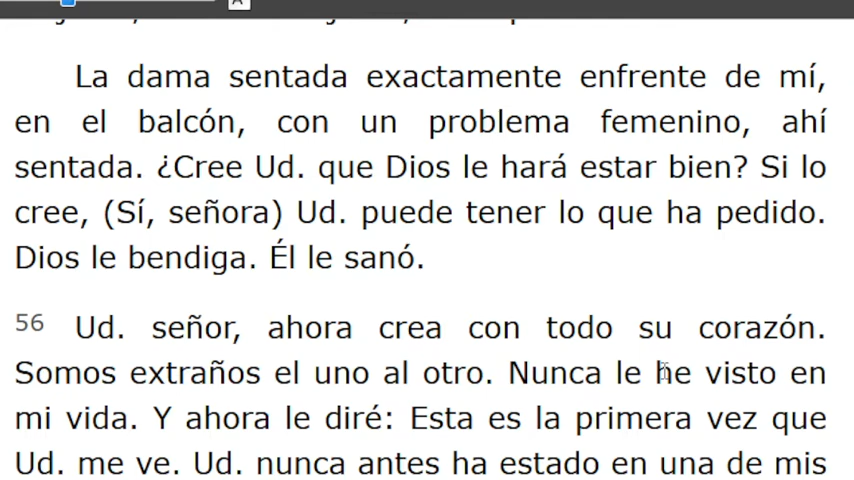 La dama sentada exactamente enfrente de mí,
en el balcón, con un problema femenino, ahí
sentada. ¿Cree Ud. que Dios le hará estar bien? Si lo
cree, (Sí, señora) Ud. puede tener lo que ha pedido.
Dios le bendiga. Él le sanó.
56 Ud. señor, ahora crea con todo su corazón.
Somos extraños el uno al otro. Nunca le he visto en
mi vida. Y ahora le diré: Esta es la primera vez que
Ud. me ve. Ud. nunca antes ha estado en una de mis